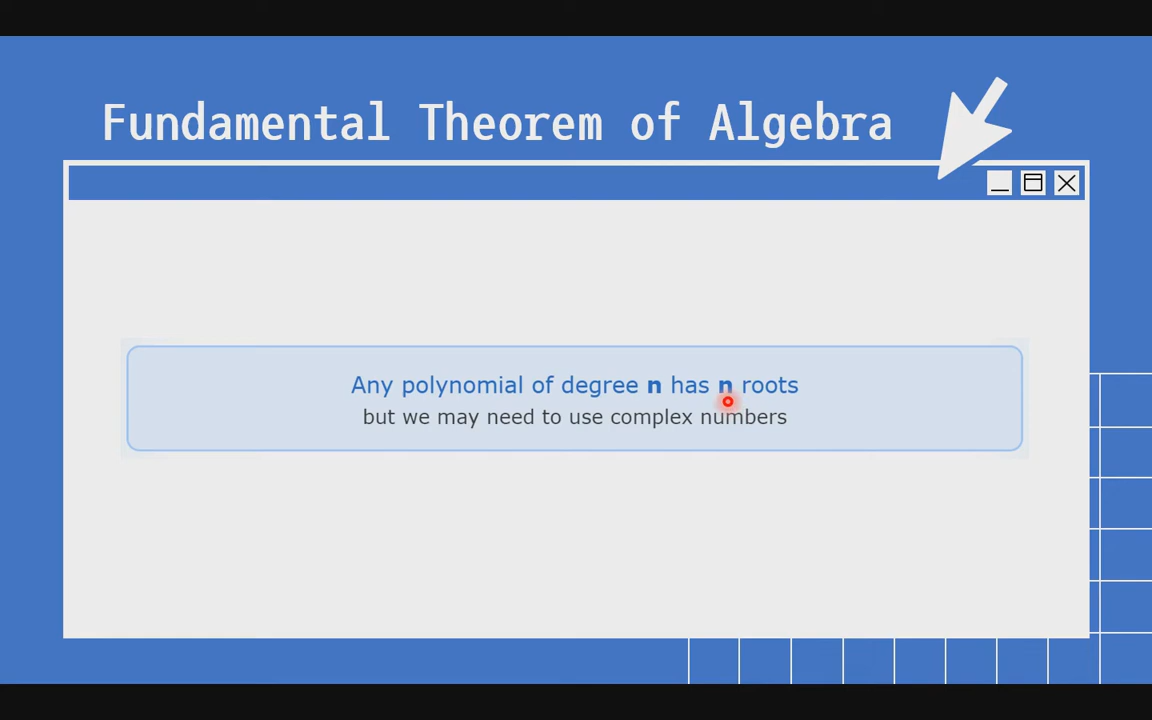 Fundamental Theorem of Algebra
Any polynomial of degree n has n roots
but we may need to use complex numbers